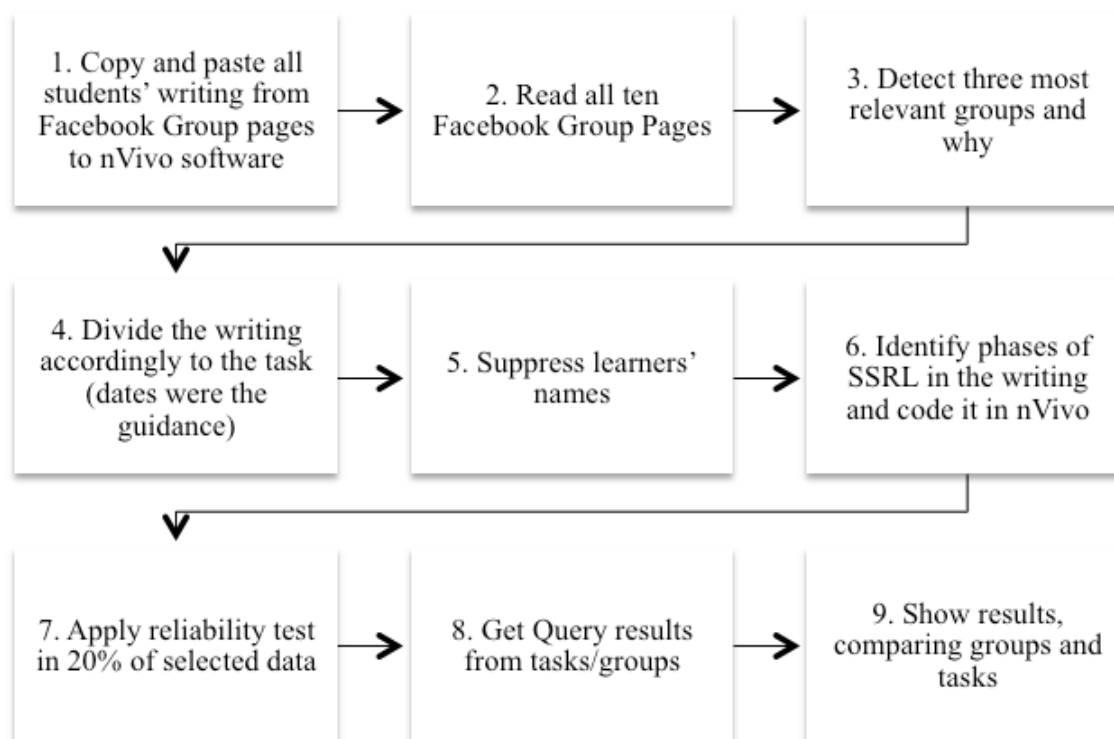 1. Copy and paste all
students’ writing from
Facebook Group pages
to nVivo software
2. Read all ten
Facebook Group Pages
3. Detect three most
relevant groups and
why
4. Divide the writing
accordingly to the task
(dates were the
guidance)
5. Suppress learners’
names
6. Identify phases of
SSRL in the writing
and code it in nVivo
7. Apply reliability test
in 20% of selected data
8. Get Query results
from tasks/groups
9. Show results,
comparing groups and
tasks